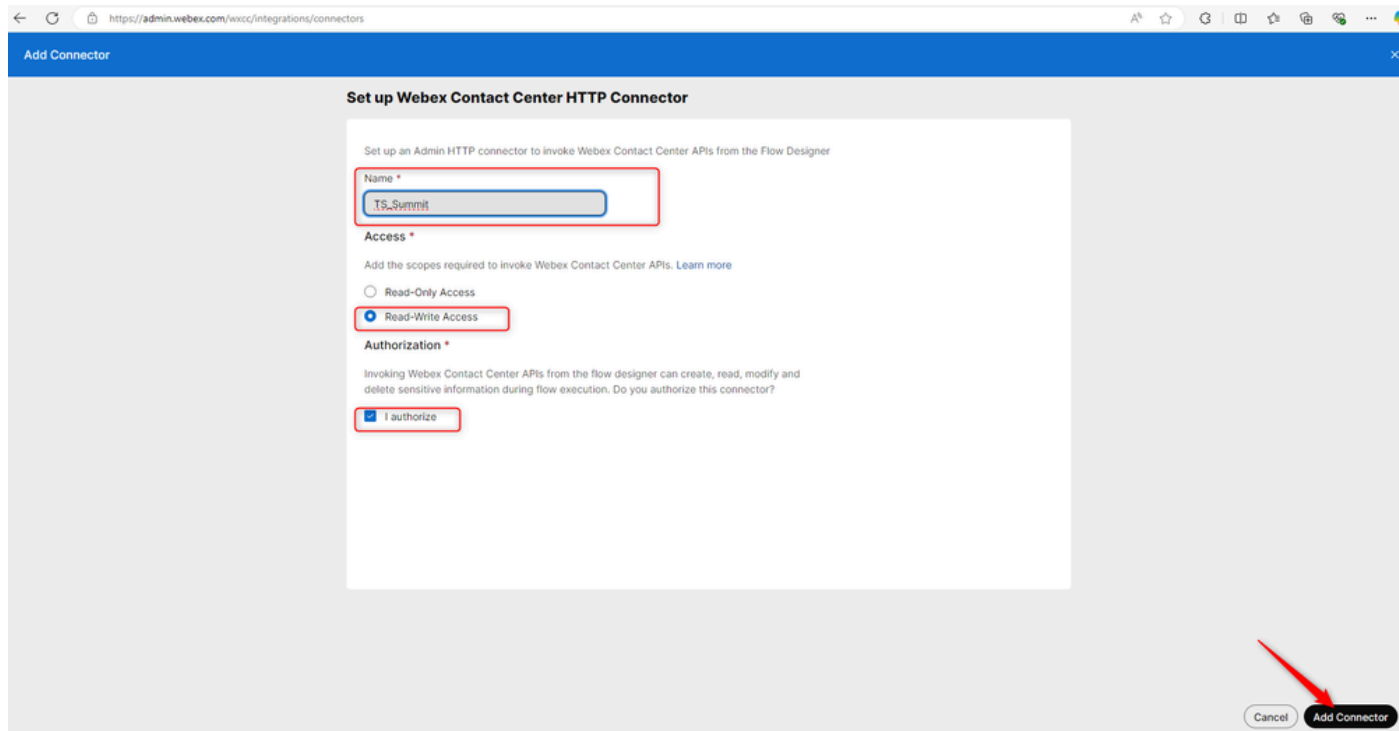 https://admin.webex.com/wxcc/integrations/connectors
Add Connector
Set up Webex Contact Center HTTP Connector
Set up an Admin HTTP connector to invoke Webex Contact Center APIs from the Flow Designer
Name *
TS_Summit
Access *
Add the scopes required to invoke Webex Contact Center APIs. Learn more
Read-Only Access
Read-Write Access
Authorization *
Invoking Webex Contact Center APIs from the flow designer can create, read, modify and
delete sensitive information during flow execution. Do you authorize this connector?
I authorize
Cancel
Add Connector